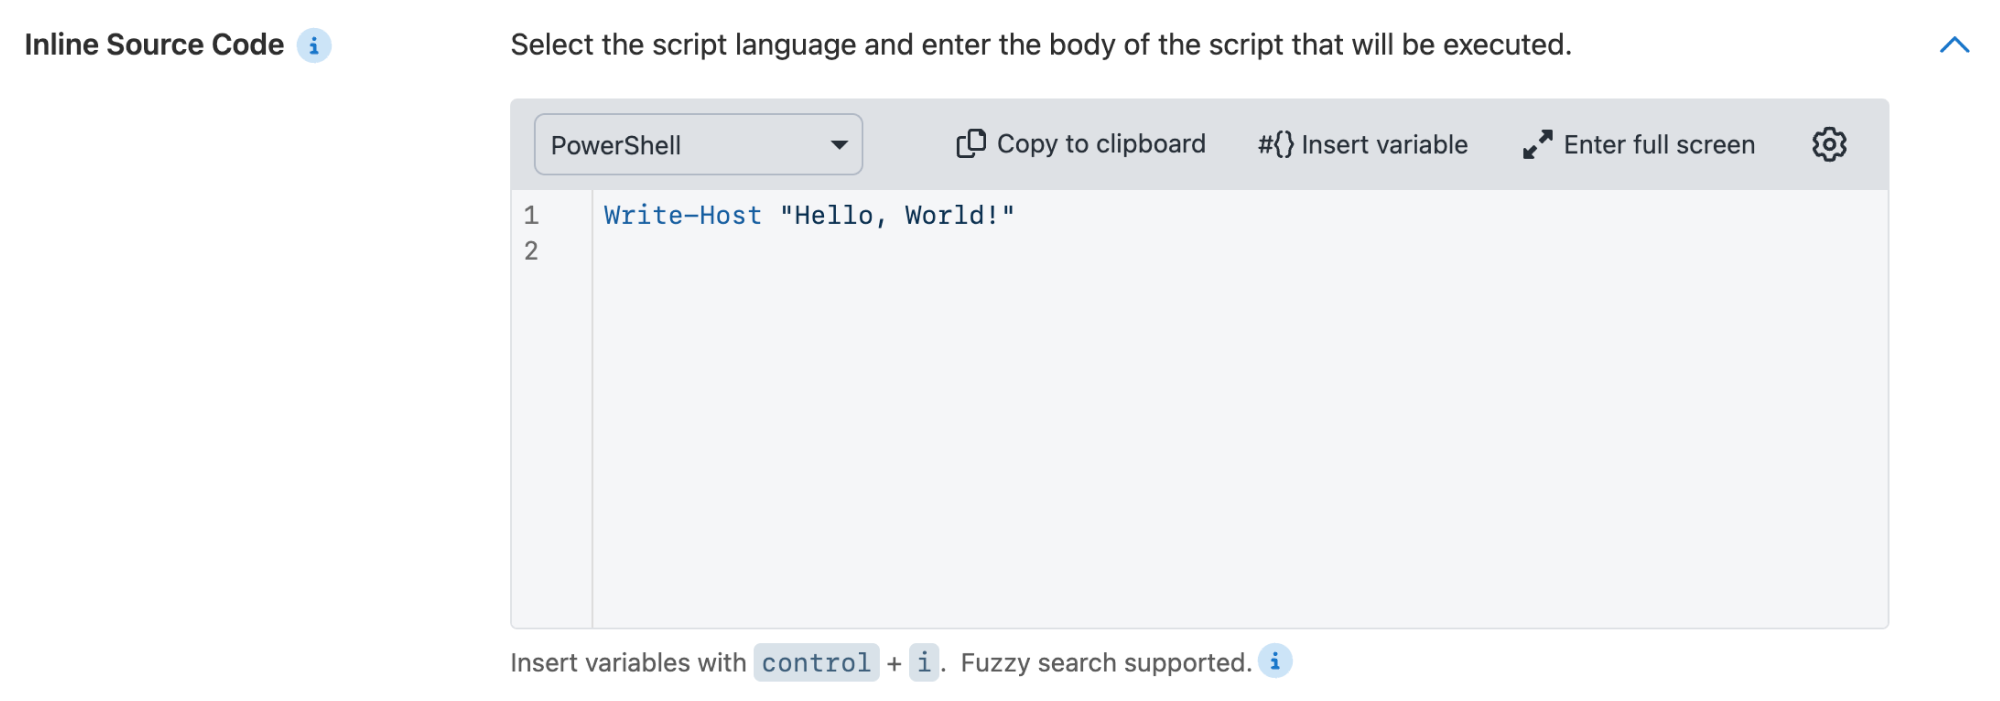 Inline Source Code i
Select the script language and enter the body of the script that will be executed.
PowerShell
Copy to clipboard
#{} Insert variable
Enter full screen
1 Write-Host "Hello, World!"
2
Insert variables with control + i. Fuzzy search supported. i